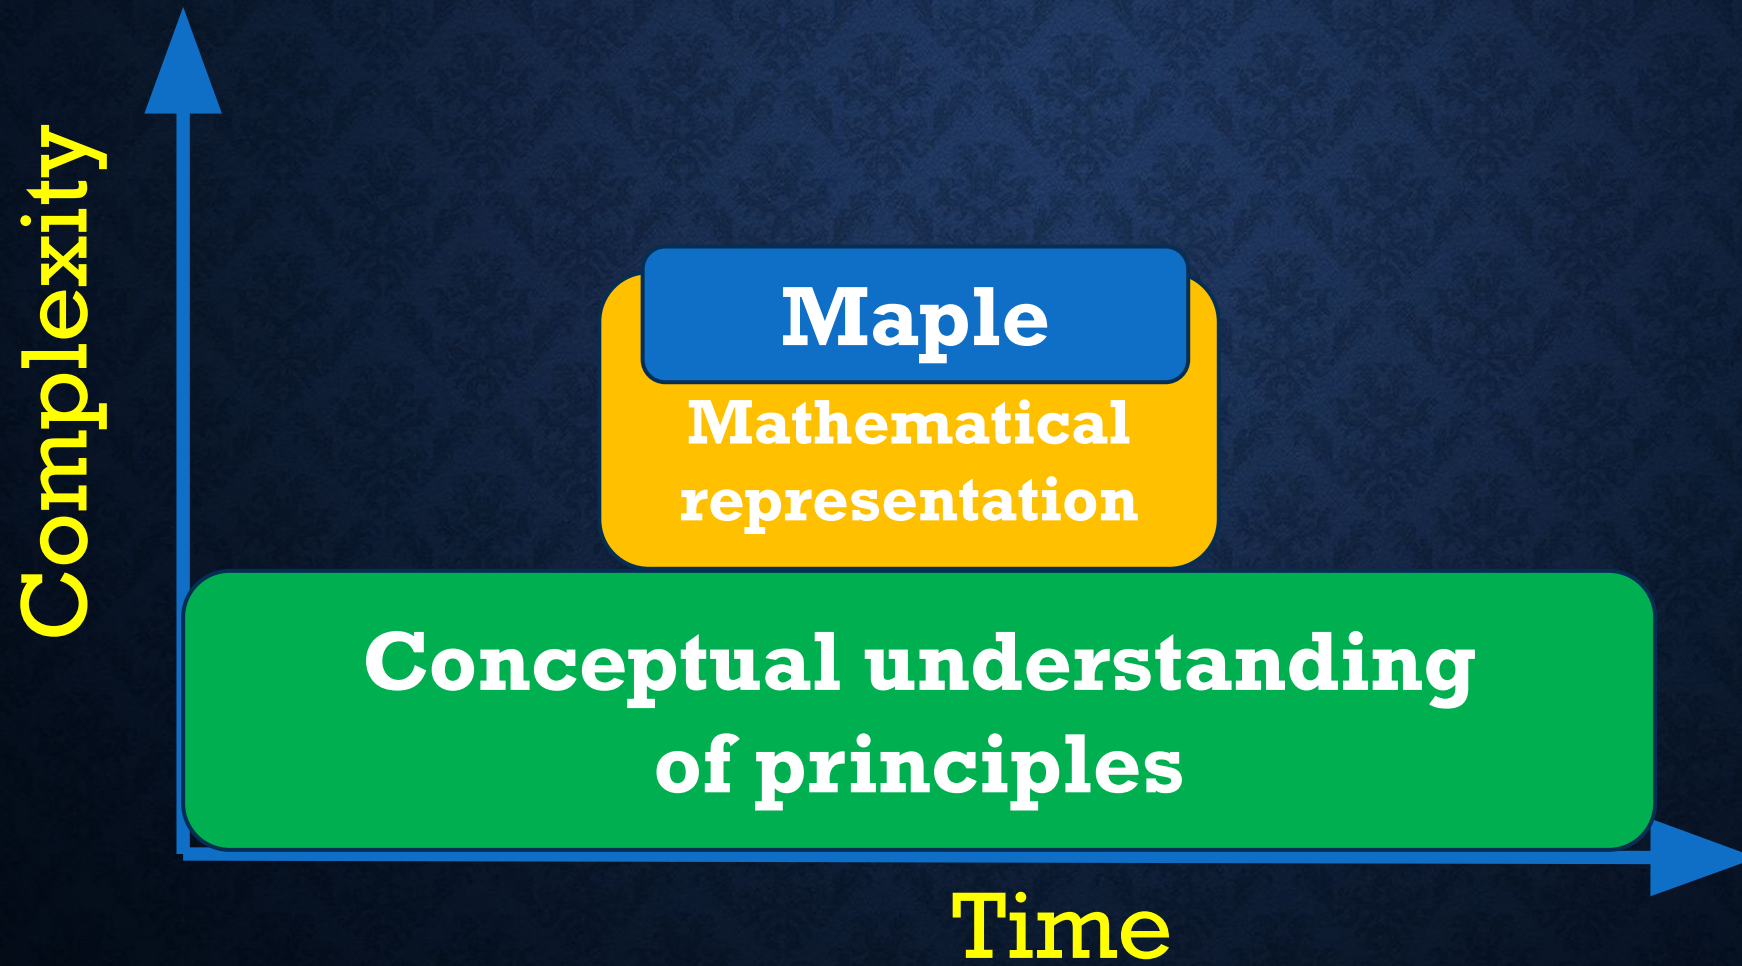 Complexity
Maple
Mathematical
representation
Conceptual understanding
of principles
Time